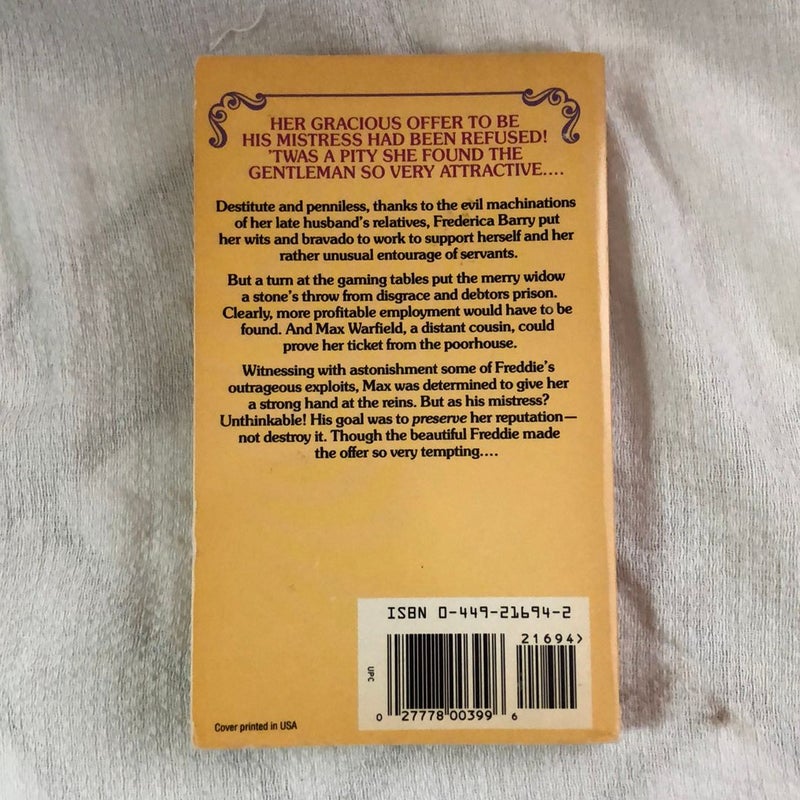 HER GRACIOUS OFFER TO BE
HIS MISTRESS HAD BEEN REFUSED!
'TWAS A PITY SHE FOUND THE
GENTLEMAN SO VERY ATTRACTIVE....
Destitute and penniless, thanks to the evil machinations
of her late husband's relatives, Frederica Barry put
her wits and bravado to work to support herself and her
rather unusual entourage of servants.
But a turn at the gaming tables put the merry widow
a stone's throw from disgrace and debtors prison.
Clearly, more profitable employment would have to be
found. And Max Warfield, a distant cousin, could
prove her ticket from the poorhouse.
Witnessing with astonishment some of Freddie's
outrageous exploits, Max was determined to give her
a strong hand at the reins. But as his mistress?
Unthinkable! His goal was to preserve her reputation—
not destroy it. Though the beautiful Freddie made
the offer so very tempting....
ISBN 0-449-21694-2
21694>
UPC
0 27778 00399 6
Cover printed in USA